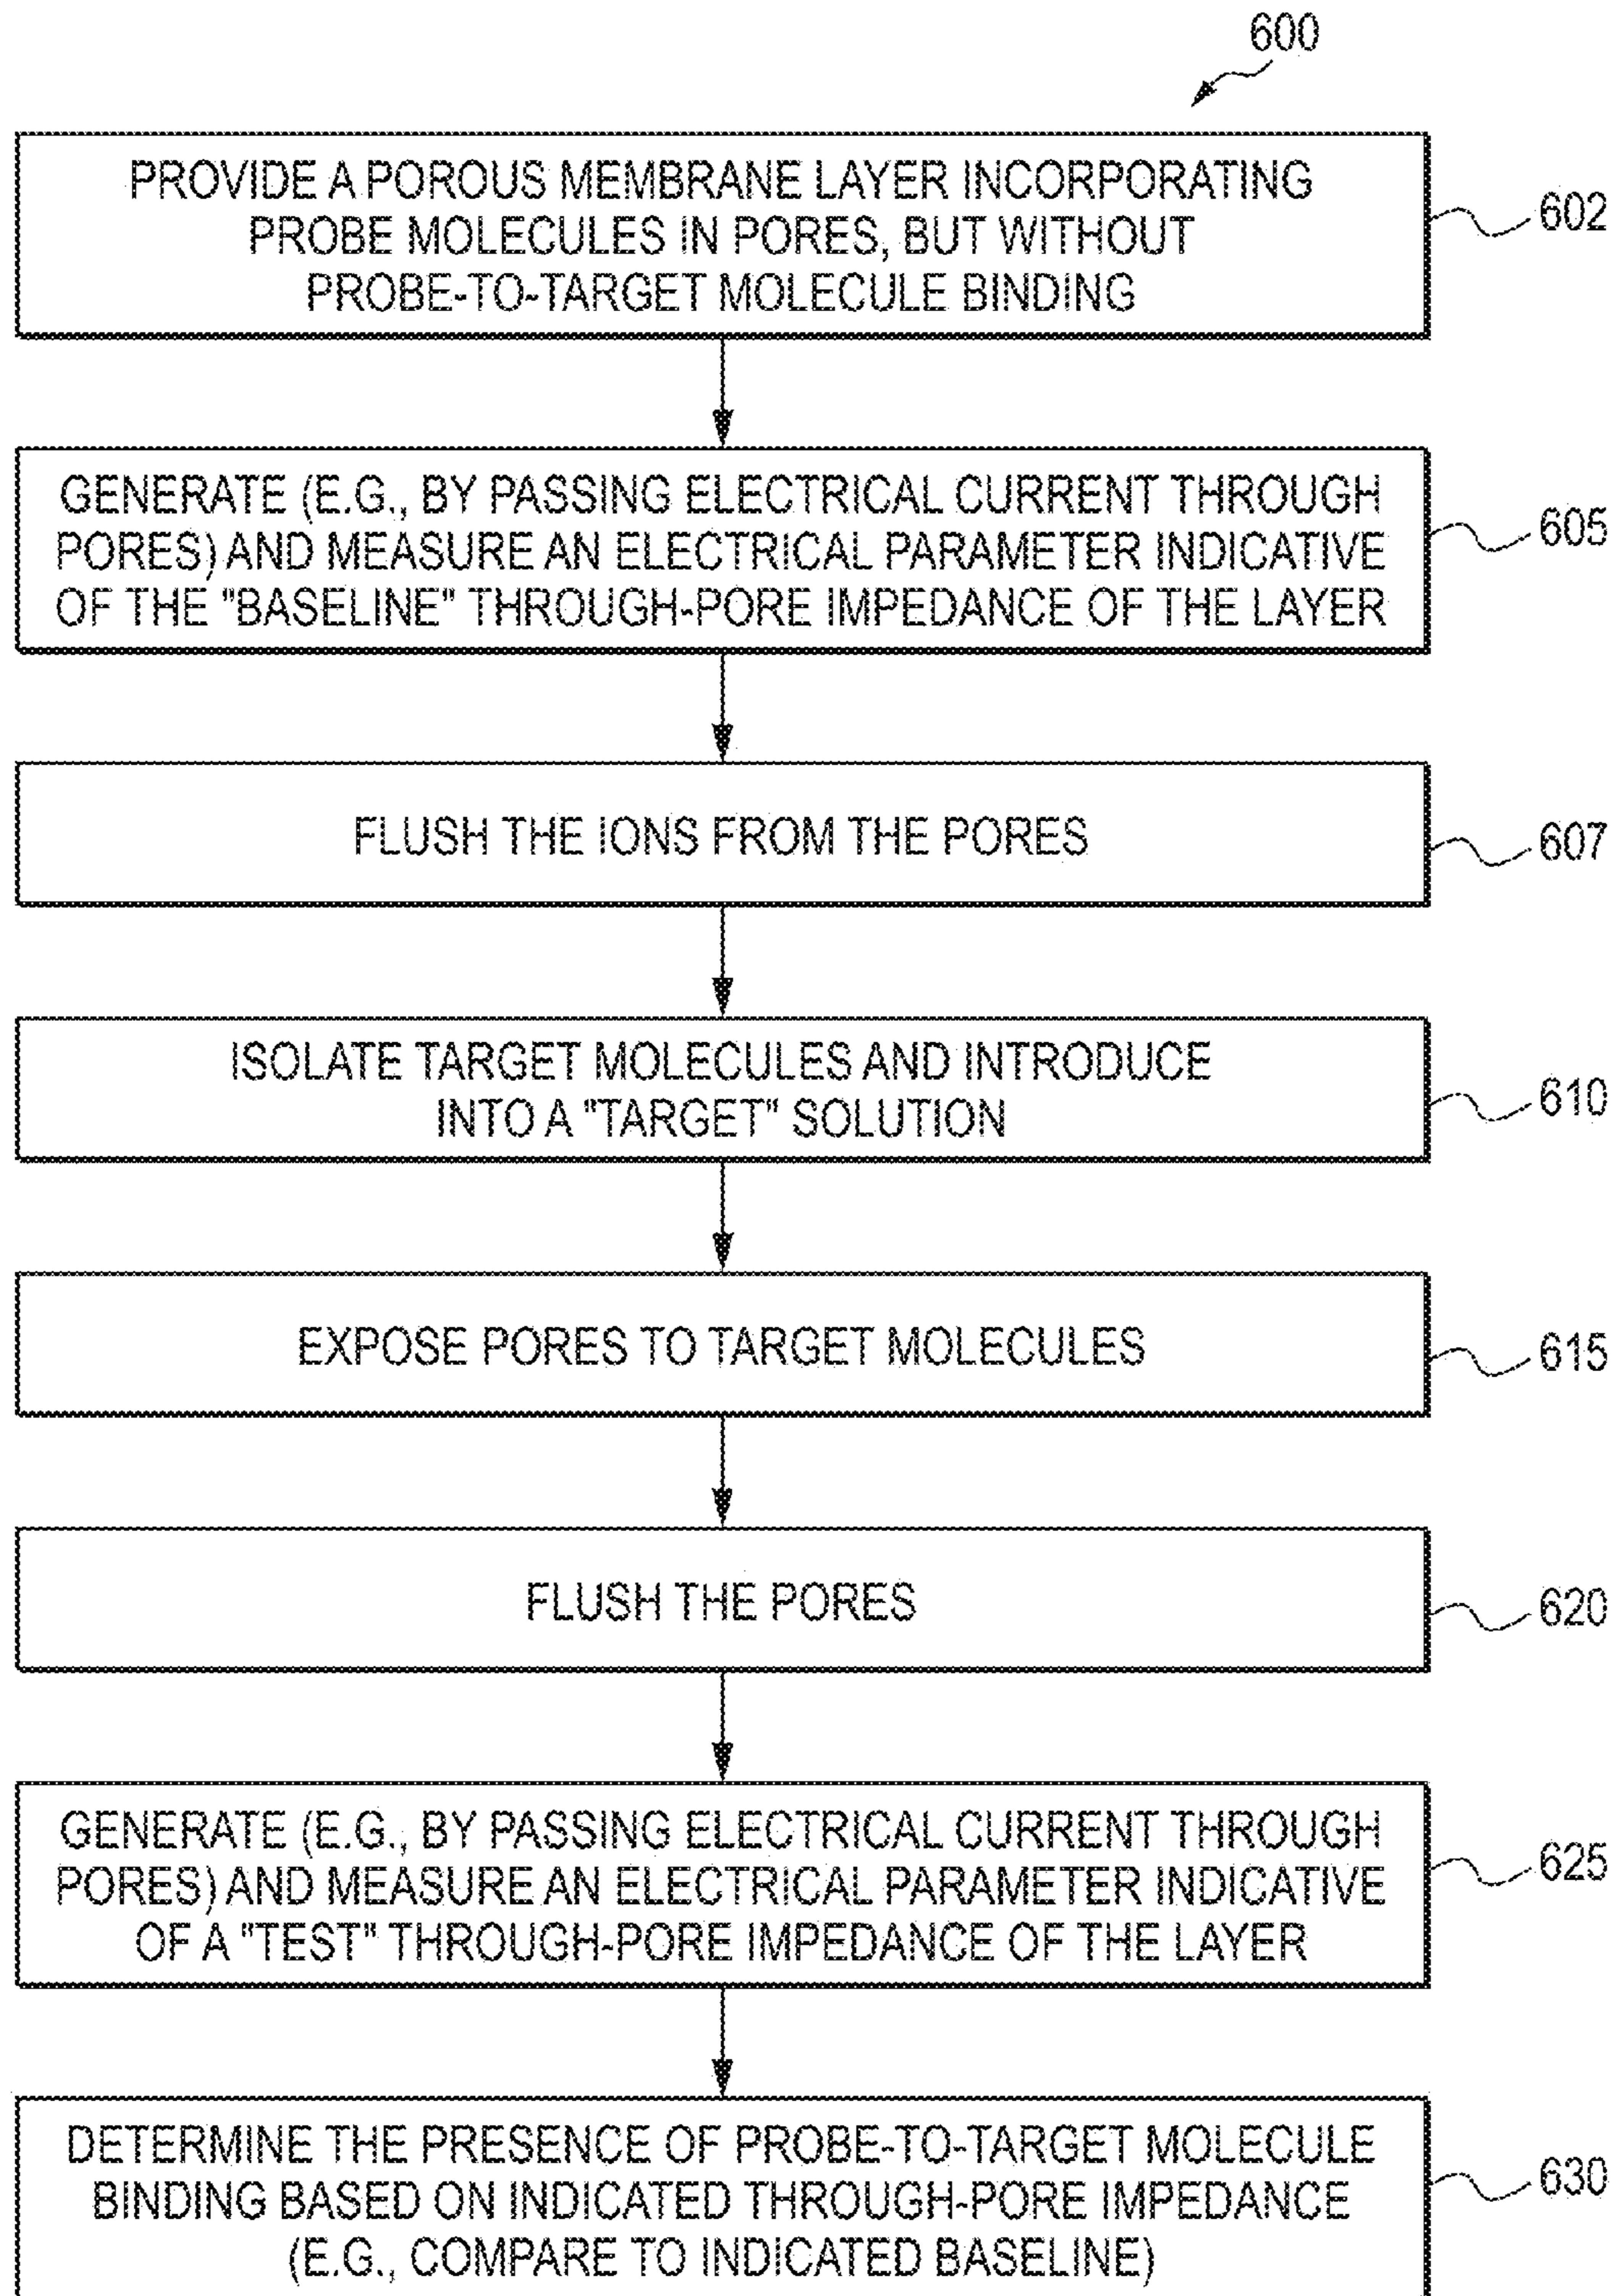 600
PROVIDE A POROUS MEMBRANE LAYER INCORPORATING
PROBE MOLECULES IN PORES, BUT WITHOUT
PROBE-TO-TARGET MOLECULE BINDING
602
GENERATE (E.G., BY PASSING ELECTRICAL CURRENT THROUGH
PORES) AND MEASURE AN ELECTRICAL PARAMETER INDICATIVE
OF THE "BASELINE" THROUGH-PORE IMPEDANCE OF THE LAYER
605
FLUSH THE IONS FROM THE PORES
607
ISOLATE TARGET MOLECULES AND INTRODUCE
INTO A "TARGET" SOLUTION
610
EXPOSE PORES TO TARGET MOLECULES
615
FLUSH THE PORES
620
GENERATE (E.G., BY PASSING ELECTRICAL CURRENT THROUGH
PORES) AND MEASURE AN ELECTRICAL PARAMETER INDICATIVE
OF A "TEST" THROUGH-PORE IMPEDANCE OF THE LAYER
625
DETERMINE THE PRESENCE OF PROBE-TO-TARGET MOLECULE
BINDING BASED ON INDICATED THROUGH-PORE IMPEDANCE
(E.G., COMPARE TO INDICATED BASELINE)
630